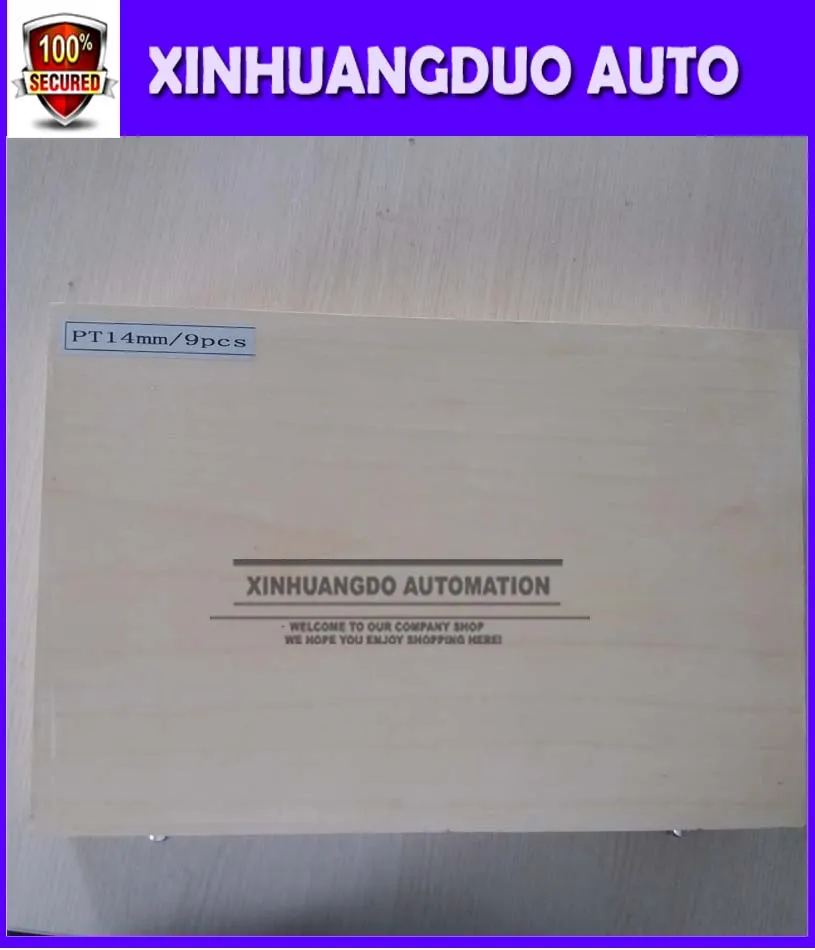 100%
SECURED
XINHUANGDUO AUTO
PT14mm/9pcs
XINHUANGDO AUTOMATION
- WELCOME TO OUR COMPANY SHOP
WE HOPE YOU ENJOY SHOPPING HERE!